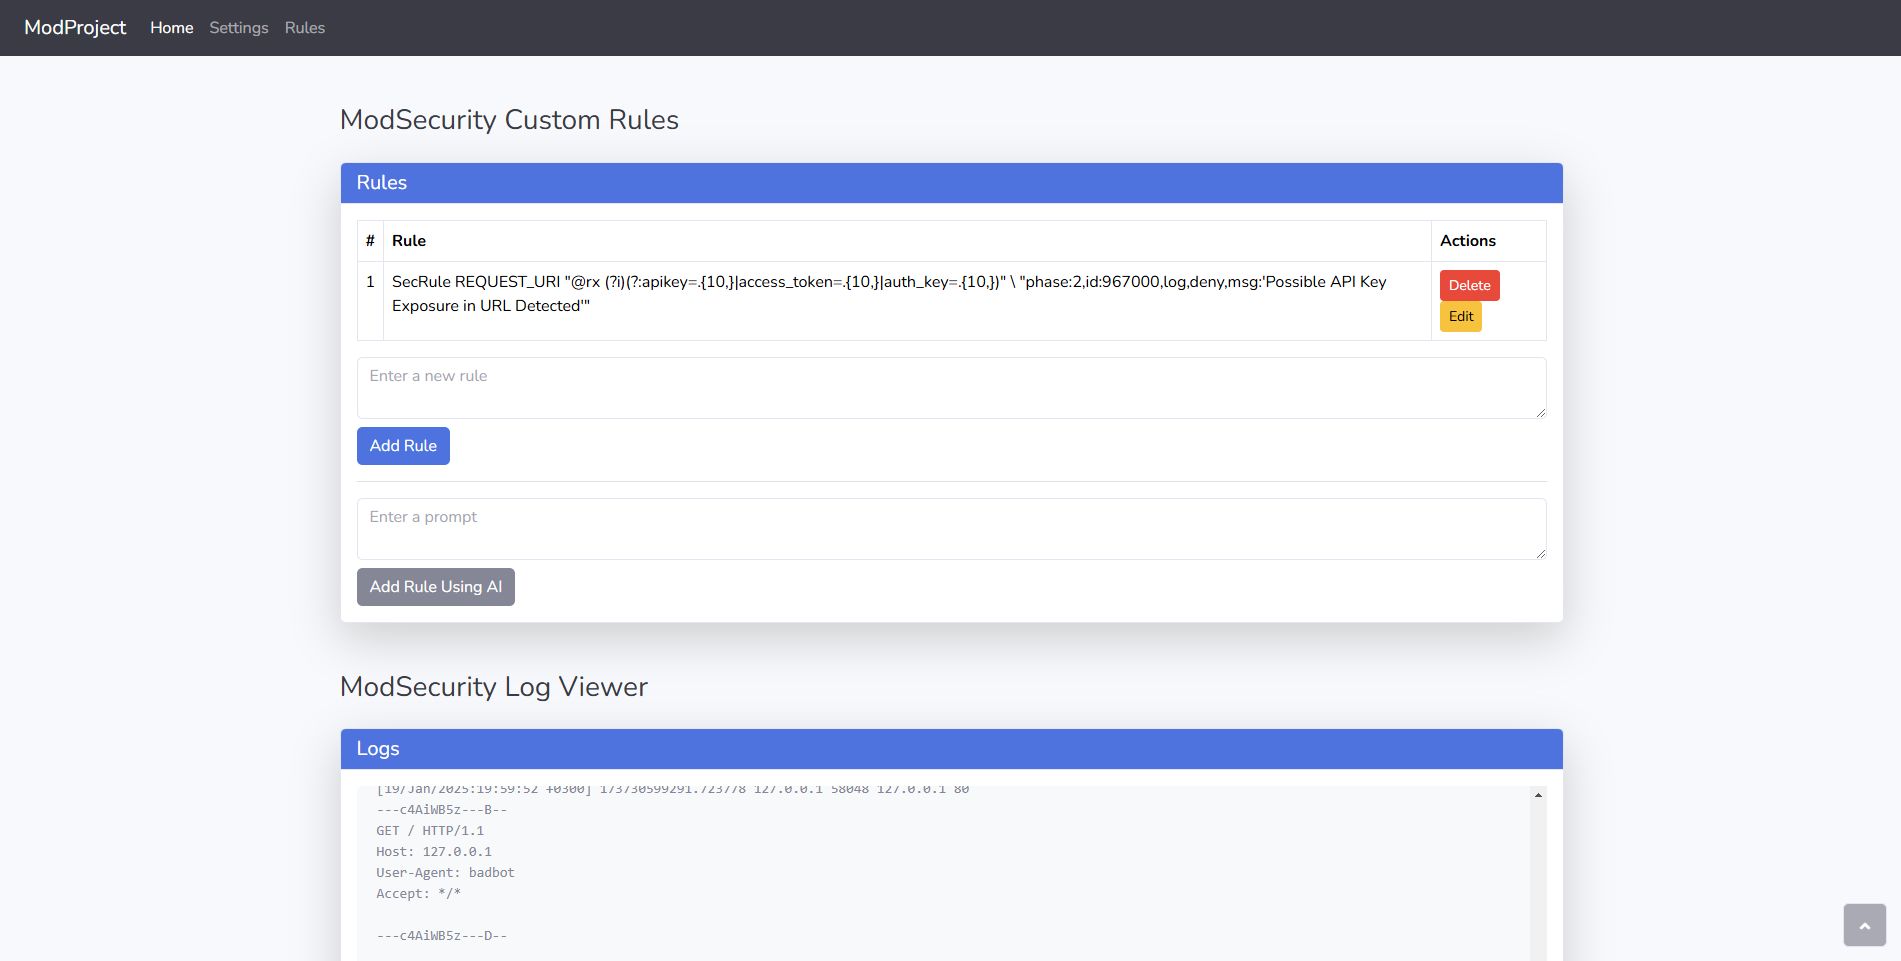 ModProject Home Settings Rules
ModSecurity Custom Rules
Rules
# Rule Actions
1 SecRule REQUEST_URI "@rx (?i)(?:apikey=.{10,}|access_token=.{10,}|auth_key=.{10,})" \ "phase:2,id:967000,log,deny,msg:'Possible API Key Delete
Exposure in URL Detected'"
Edit
Enter a new rule
Add Rule
Enter a prompt
Add Rule Using AI
ModSecurity Log Viewer
Logs
[19/Jan/2025:19:59:52 +0300] 173730599291.723778 127.0.0.1 58048 127.0.0.1 80
---c4AiWB5z---B--
GET / HTTP/1.1
Host: 127.0.0.1
User-Agent: badbot
Accept: */*
---c4AiWB5z---D--